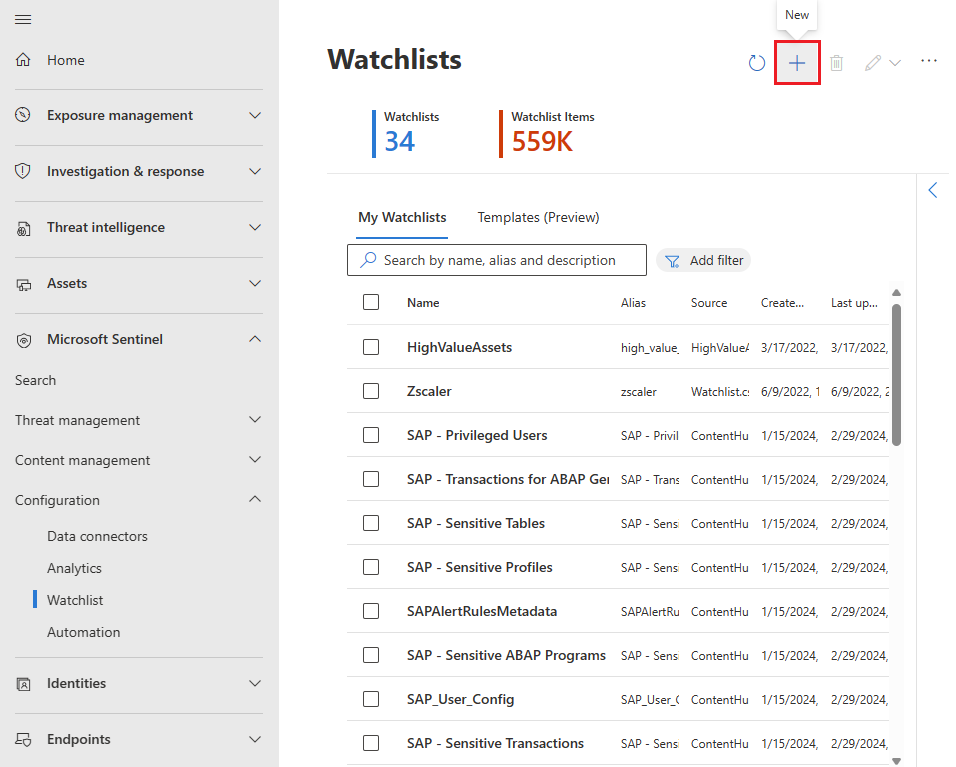 Home
Exposure management
Investigation & response
Threat intelligence
Assets
Microsoft Sentinel
Search
Threat management
Content management
Configuration
Data connectors
Analytics
Watchlist
Automation
Identities
Endpoints
New
Watchlists
Watchlists
34
Watchlist Items
559K
My Watchlists Templates (Preview)
Search by name, alias and description Add filter
Name Alias Source Create... Last up...
HighValueAssets high_value_ HighValueA 3/17/2022, 3/17/2022,
Zscaler zscaler Watchlist.cs 6/9/2022, 1 6/9/2022, 2
SAP - Privileged Users SAP - Privil ContentHu 1/15/2024, 2/29/2024,
SAP - Transactions for ABAP Ger SAP - Trans ContentHu 1/15/2024, 2/29/2024,
SAP - Sensitive Tables SAP - Sens ContentHu 1/15/2024, 2/29/2024,
SAP - Sensitive Profiles SAP - Sens ContentHu 1/15/2024, 2/29/2024,
SAPAlertRulesMetadata SAPAlertRu ContentHu 1/15/2024, 2/29/2024,
SAP - Sensitive ABAP Programs SAP - Sens ContentHu 1/15/2024, 2/29/2024,
SAP_User_Config SAP_User_C ContentHu 1/15/2024, 2/29/2024,
SAP - Sensitive Transactions SAP - Sens ContentHu 1/15/2024, 2/29/2024,